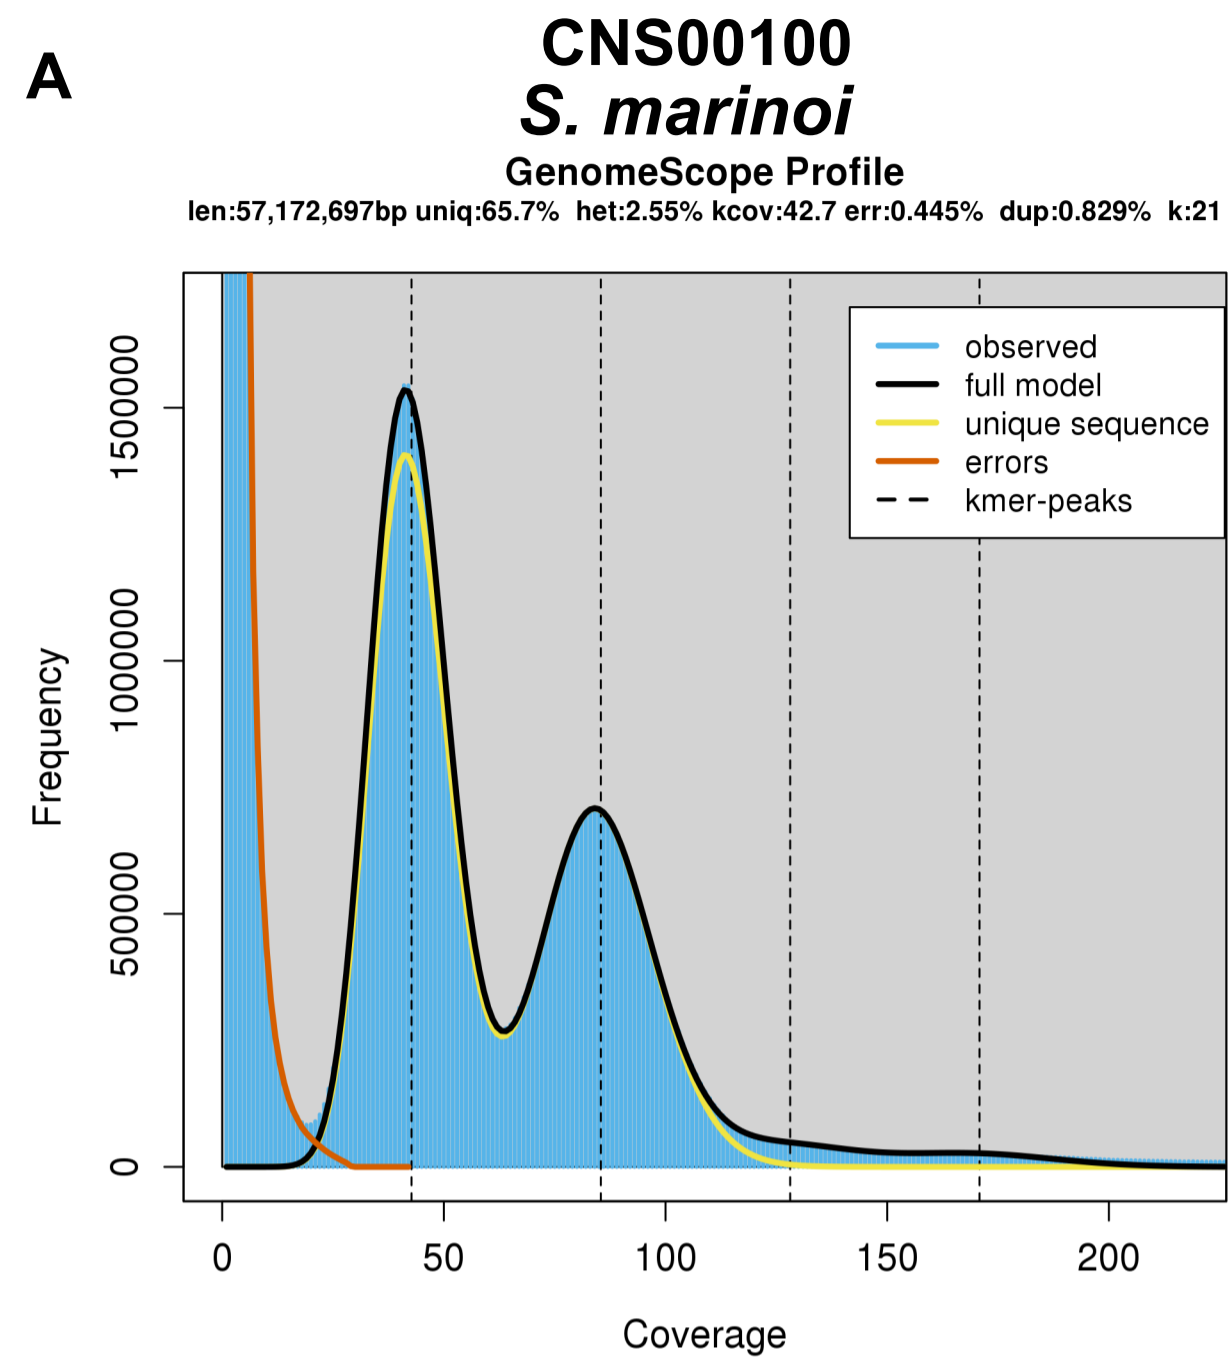 A
CNS00100
S. marinoi
GenomeScope Profile
len:57,172,697bp uniq:65.7% het:2.55% kcov:42.7 err:0.445% dup:0.829% k:21
observed
full model
unique sequence
errors
kmer-peaks
Frequency
1500000
1000000
500000
0
0 50 100 150 200
Coverage